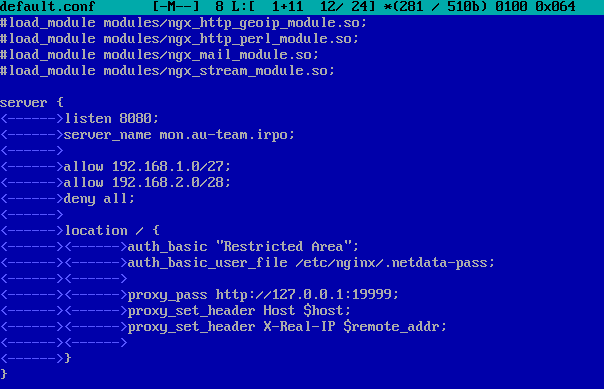 default.conf [-M--] 8 L:[ 1+11 12/ 24] *(281 / 510b) 0100 0x064
#load_module modules/ngx_http_geoip_module.so;
#load_module modules/ngx_http_perl_module.so;
#load_module modules/ngx_mail_module.so;
#load_module modules/ngx_stream_module.so;
server {
<------>listen 8080;
<------>server_name mon.au-team.irpo;
<------>
<------>allow 192.168.1.0/27;
<------>allow 192.168.2.0/28;
<------>deny all;
<------>
<------>location / {
<------><------>auth_basic "Restricted Area";
<------><------>auth_basic_user_file /etc/nginx/.netdata-pass;
<------><------>
<------><------>proxy_pass http://127.0.0.1:19999;
<------><------>proxy_set_header Host $host;
<------><------>proxy_set_header X-Real-IP $remote_addr;
<------><------>
<------>}
}